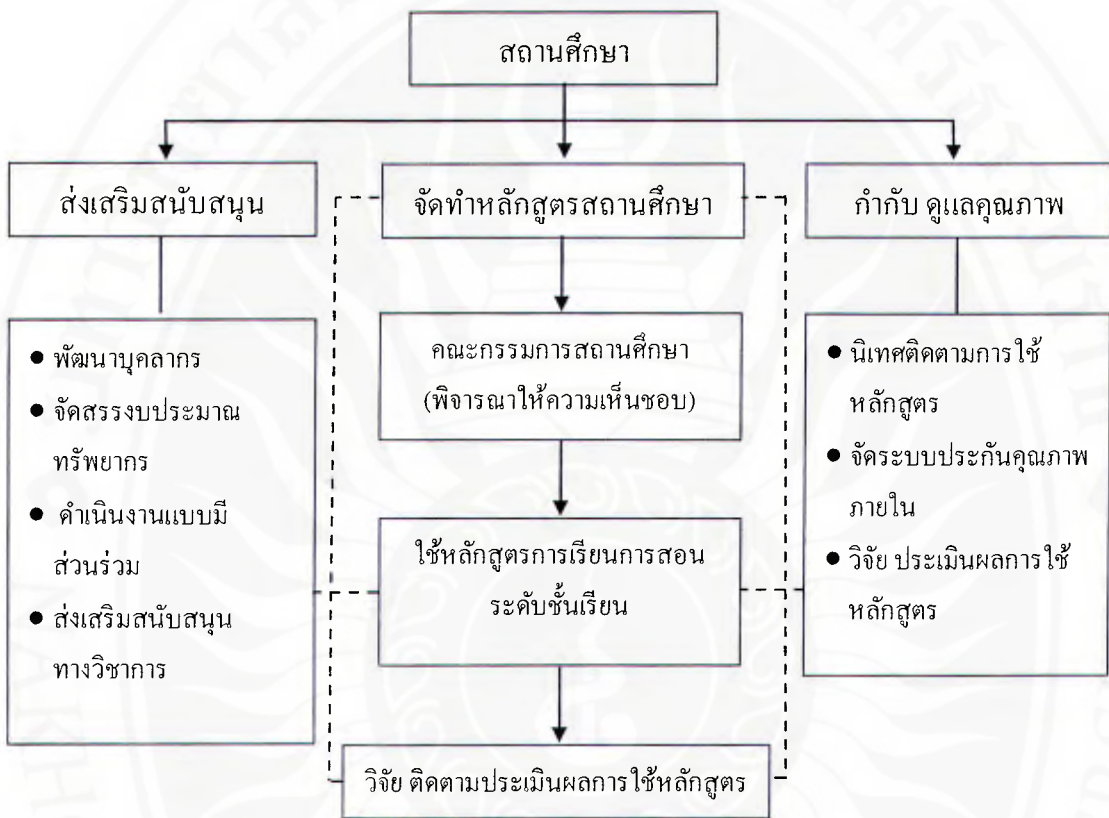 สถานศึกษา
ส่งเสริมสนับสนุน
จัดทำหลักสูตรสถานศึกษา
กำกับ ดูแลคุณภาพ
● พัฒนาบุคลากร
● จัดสรรงบประมาณ
ทรัพยากร
● ดำเนินงานแบบมี
ส่วนร่วม
● ส่งเสริมสนับสนุน
ทางวิชาการ
คณะกรรมการสถานศึกษา
(พิจารณาให้ความเห็นชอบ)
ใช้หลักสูตรการเรียนการสอน
ระดับชั้นเรียน
วิจัย ติดตามประเมินผลการใช้หลักสูตร
● นิเทศติดตามการใช้
หลักสูตร
● จัดระบบประกันคุณภาพ
ภายใน
● วิจัย ประเมินผลการใช้
หลักสูตร